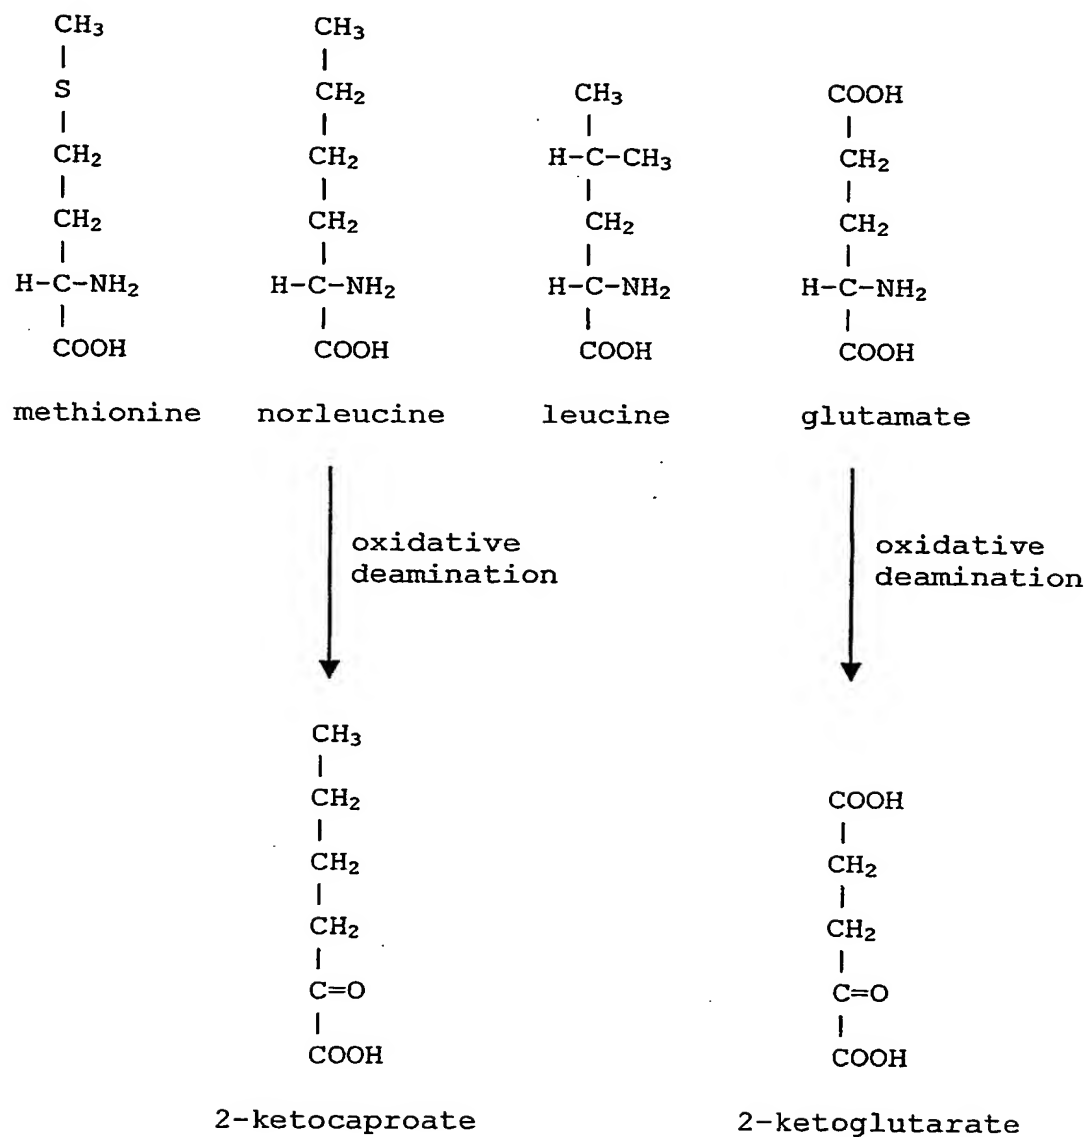 CH₃ CH₃
S CH₂ CH₃ COOH
CH₂ CH₂ H-C-CH₃ CH₂
CH₂ CH₂ CH₂ CH₂
H-C-NH₂ H-C-NH₂ H-C-NH₂ H-C-NH₂
COOH COOH COOH COOH
methionine norleucine leucine glutamate
oxidative oxidative
deamination deamination
CH₃
CH₂ COOH
CH₂ CH₂
CH₂ CH₂
C=O C=O
COOH COOH
2-ketocaproate 2-ketoglutarate